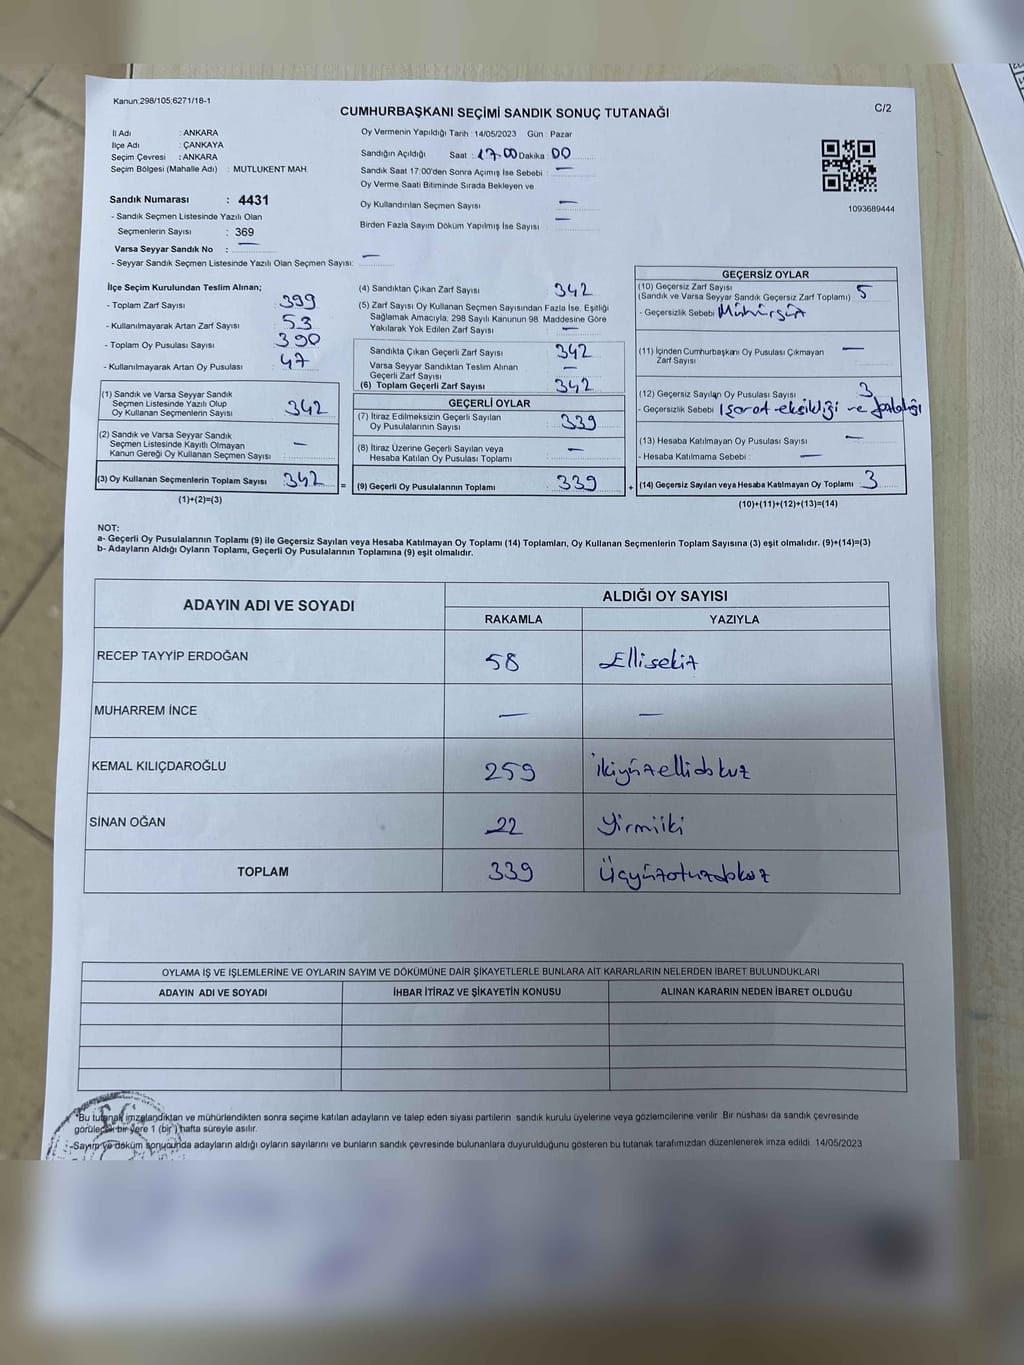 Kanun;298/105;6271/18-1
C/2
CUMHURBAŞKANI SEÇİMİ SANDIK SONUÇ TUTANAĞI
İl Adı : ANKARA
İlçe Adı : ÇANKAYA
Seçim Çevresi : ANKARA
Seçim Bölgesi (Mahalle Adı) : MUTLUKENT MAH.
Sandık Numarası : 4431
- Sandık Seçmen Listesinde Yazılı Olan
Seçmenlerin Sayısı : 369
Varsa Seyyar Sandık No : —
- Seyyar Sandık Seçmen Listesinde Yazılı Olan Seçmen Sayısı: —
Oy Vermenin Yapıldığı Tarih : 14/05/2023 Gün : Pazar
Sandığın Açıldığı Saat : 17.00 Dakika : 00
Sandık Saat 17:00'den Sonra Açılmış İse Sebebi : —
Oy Verme Saati Bitiminde Sırada Bekleyen ve
Oy Kullandırılan Seçmen Sayısı —
Birden Fazla Sayım Döküm Yapılmış İse Sayısı : —
1093689444
İlçe Seçim Kurulundan Teslim Alınan;
- Toplam Zarf Sayısı 399
- Kullanılmayarak Artan Zarf Sayısı 53
- Toplam Oy Pusulası Sayısı 390
- Kullanılmayarak Artan Oy Pusulası 47
(1) Sandık ve Varsa Seyyar Sandık
Seçmen Listesinde Yazılı Olup
Oy Kullanan Seçmenlerin Sayısı : 342
(2) Sandık ve Varsa Seyyar Sandık
Seçmen Listesinde Kayıtlı Olmayan
Kanun Gereği Oy Kullanan Seçmen Sayısı : —
(3) Oy Kullanan Seçmenlerin Toplam Sayısı : 342
(1)+(2)=(3)
(4) Sandıktan Çıkan Zarf Sayısı : 342
(5) Zarf Sayısı Oy Kullanan Seçmen Sayısından Fazla İse, Eşitliği
Sağlamak Amacıyla; 298 Sayılı Kanunun 98. Maddesine Göre
Yakılarak Yok Edilen Zarf Sayısı : —
Sandıkta Çıkan Geçerli Zarf Sayısı : 342
Varsa Seyyar Sandıktan Teslim Alınan
Geçerli Zarf Sayısı : —
(6) Toplam Geçerli Zarf Sayısı : 342
GEÇERLİ OYLAR
(7) İtiraz Edilmeksizin Geçerli Sayılan
Oy Pusulalarının Sayısı : 339
(8) İtiraz Üzerine Geçerli Sayılan veya
Hesaba Katılan Oy Pusulası Toplamı : —
= (9) Geçerli Oy Pusulalarının Toplamı : 339
GEÇERSİZ OYLAR
(10) Geçersiz Zarf Sayısı
(Sandık ve Varsa Seyyar Sandık Geçersiz Zarf Toplamı) : 5
- Geçersizlik Sebebi :
(11) İçinden Cumhurbaşkanı Oy Pusulası Çıkmayan
Zarf Sayısı : —
(12) Geçersiz Sayılan Oy Pusulası Sayısı : 3
- Geçersizlik Sebebi : İşaret eksikliği ve fazlalığı
(13) Hesaba Katılmayan Oy Pusulası Sayısı : —
- Hesaba Katılmama Sebebi : —
+ (14) Geçersiz Sayılan veya Hesaba Katılmayan Oy Toplamı : 3
(10)+(11)+(12)+(13)=(14)
NOT:
a- Geçerli Oy Pusulalarının Toplamı (9) ile Geçersiz Sayılan veya Hesaba Katılmayan Oy Toplamı (14) Toplamları, Oy Kullanan Seçmenlerin Toplam Sayısına (3) eşit olmalıdır. (9)+(14)=(3)
b- Adayların Aldığı Oyların Toplamı, Geçerli Oy Pusulalarının Toplamına (9) eşit olmalıdır.
ADAYIN ADI VE SOYADI
ALDIĞI OY SAYISI
RAKAMLA YAZIYLA
RECEP TAYYİP ERDOĞAN 58 Ellisekiz
MUHARREM İNCE — —
KEMAL KILIÇDAROĞLU 259 ikiyüzellidokuz
SİNAN OĞAN 22 Yirmiiki
TOPLAM 339 Üçyüzotuzdokuz
OYLAMA İŞ VE İŞLEMLERİNE VE OYLARIN SAYIM VE DÖKÜMÜNE DAİR ŞİKAYETLERLE BUNLARA AİT KARARLARIN NELERDEN İBARET BULUNDUKLARI
ADAYIN ADI VE SOYADI İHBAR İTİRAZ VE ŞİKAYETİN KONUSU ALINAN KARARIN NEDEN İBARET OLDUĞU
*Bu tutanak imzalandıktan ve mühürlendikten sonra seçime katılan adayların ve talep eden siyasi partilerin sandık kurulu üyelerine veya gözlemcilerine verilir. Bir nüshası da sandık çevresinde
görülecek bir yere 1 (bir) hafta süreyle asılır.
-Sayım ve döküm sonucunda adayların aldığı oyların sayılarını ve bunların sandık çevresinde bulunanlara duyurulduğunu gösteren bu tutanak tarafımızdan düzenlenerek imza edildi. 14/05/2023